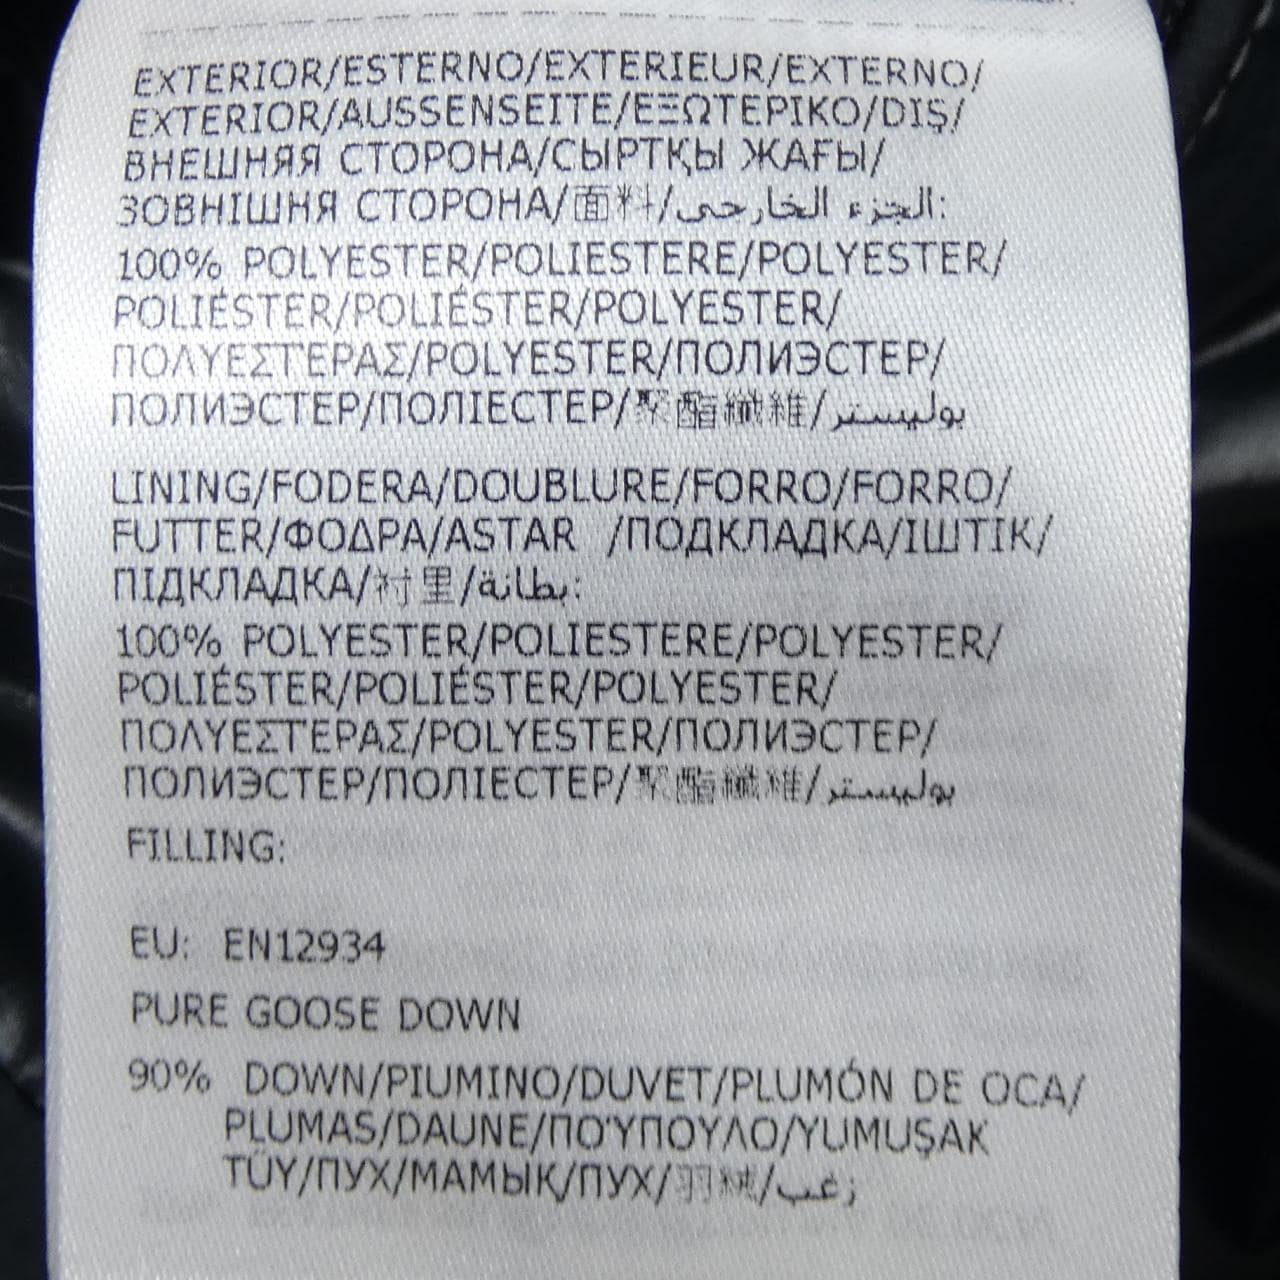 EXTERIOR/ESTERNO/EXTERIEUR/EXTERNO/
EXTERIOR/AUSSENSEITE/ΕΞΩΤΕΡΙΚΟ/DIŞ/
ВНЕШНЯЯ СТОРОНА/СЫРТҚЫ ЖАҒЫ/
ЗОВНІШНЯ СТОРОНА/面料/الجزء الخارجي:
100% POLYESTER/POLIESTERE/POLYESTER/
POLIÉSTER/POLIÉSTER/POLYESTER/
ΠΟΛΥΕΣΤΕΡΑΣ/POLYESTER/ПОЛИЭСТЕР/
ПОЛИЭСТЕР/ПОЛІЕСТЕР/聚酯纖維/بوليستر
LINING/FODERA/DOUBLURE/FORRO/FORRO/
FUTTER/ΦΟΔΡΑ/ASTAR /ПОДКЛАДКА/ІШТІК/
ПІДКЛАДКА/衬里/بطانة:
100% POLYESTER/POLIESTERE/POLYESTER/
POLIÉSTER/POLIÉSTER/POLYESTER/
ΠΟΛΥΕΣΤΕΡΑΣ/POLYESTER/ПОЛИЭСТЕР/
ПОЛИЭСТЕР/ПОЛІЕСТЕР/聚酯纖維/بوليستر
FILLING:
EU: EN12934
PURE GOOSE DOWN
90% DOWN/PIUMINO/DUVET/PLUMÓN DE OCA/
PLUMAS/DAUNE/ΠΟΎΠΟΥΛΟ/YUMUŞAK
TÜY/ПУХ/МАМЫҚ/ПУХ/羽絨/زغب